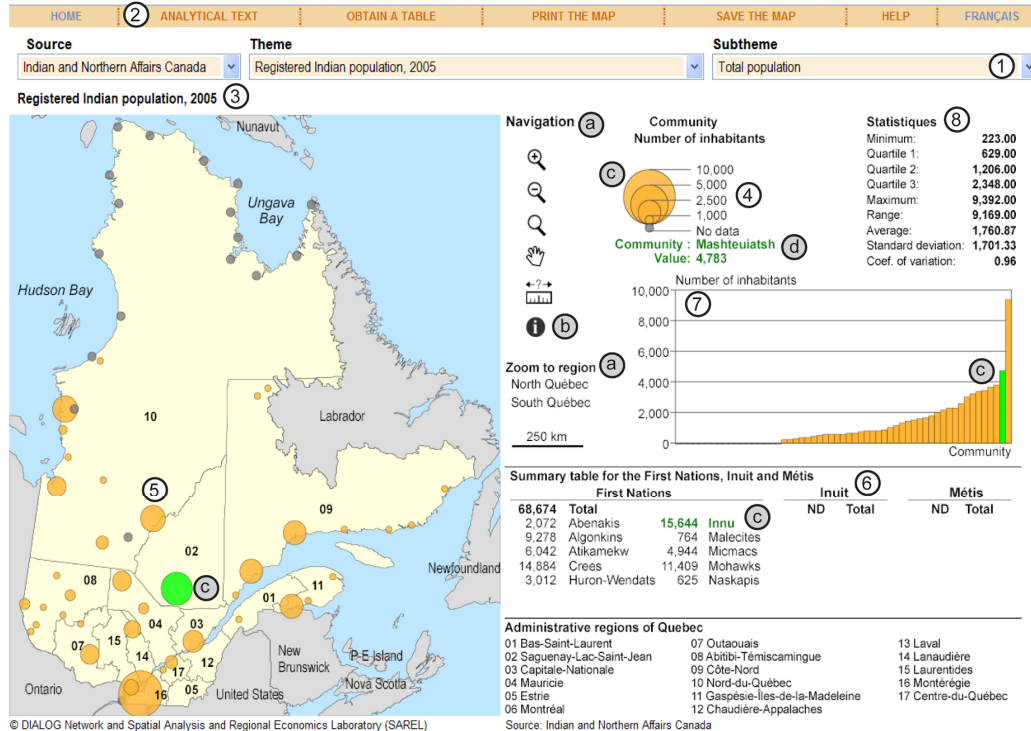 HOME 2 ANALYTICAL TEXT OBTAIN A TABLE PRINT THE MAP SAVE THE MAP HELP FRANÇAIS
Source Theme Subtheme
Indian and Northern Affairs Canada Registered Indian population, 2005 Total population 1
Registered Indian population, 2005 3
Nunavut
Ungava
Bay
Hudson Bay
10
Labrador
5
09
02
Newfoundland
c
08
11
01
04
03
07
15
14
12
17
New
Brunswick
P-E Island
Nova Scotia
Ontario
16
05
United States
© DIALOG Network and Spatial Analysis and Regional Economics Laboratory (SAREL)
Navigation a
b
Zoom to region a
North Québec
South Québec
250 km
Community
Number of inhabitants
c
10,000
5,000
2,500
1,000
No data
4
Community : Mashteuiatsh
Value: 4,783
d
Statistiques 8
Minimum: 223.00
Quartile 1: 629.00
Quartile 2: 1,206.00
Quartile 3: 2,348.00
Maximum: 9,392.00
Range: 9,169.00
Average: 1,760.87
Standard deviation: 1,701.33
Coef. of variation: 0.96
Number of inhabitants
10,000
7
8,000
6,000
c
4,000
2,000
0
Community
Summary table for the First Nations, Inuit and Métis
First Nations Inuit 6 Métis
68,674 Total ND Total ND Total
2,072 Abenakis 15,644 Innu c
9,278 Algonkins 764 Malecites
6,042 Atikamekw 4,944 Micmacs
14,884 Crees 11,409 Mohawks
3,012 Huron-Wendats 625 Naskapis
Administrative regions of Quebec
01 Bas-Saint-Laurent 07 Outaouais 13 Laval
02 Saguenay-Lac-Saint-Jean 08 Abitibi-Témiscamingue 14 Lanaudière
03 Capitale-Nationale 09 Côte-Nord 15 Laurentides
04 Mauricie 10 Nord-du-Québec 16 Montérégie
05 Estrie 11 Gaspésie-Îles-de-la-Madeleine 17 Centre-du-Québec
06 Montréal 12 Chaudière-Appalaches
Source: Indian and Northern Affairs Canada